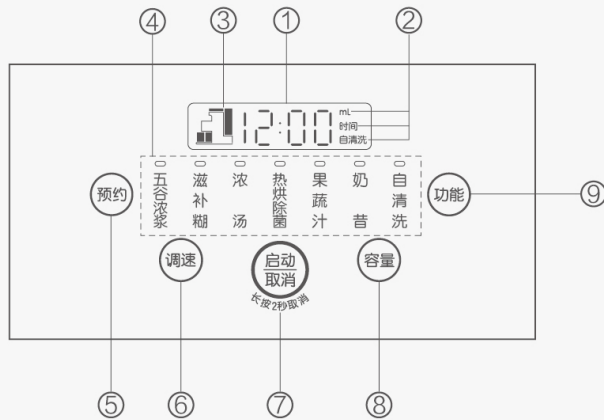 ④
③
①
②
12:00
mL
时间
自清洗
五谷浓浆
滋补糊
浓汤
热烘除菌
果蔬汁
奶昔
自清洗
预约
功能
⑨
调速
启动
取消
长按2秒取消
容量
⑤
⑥
⑦
⑧